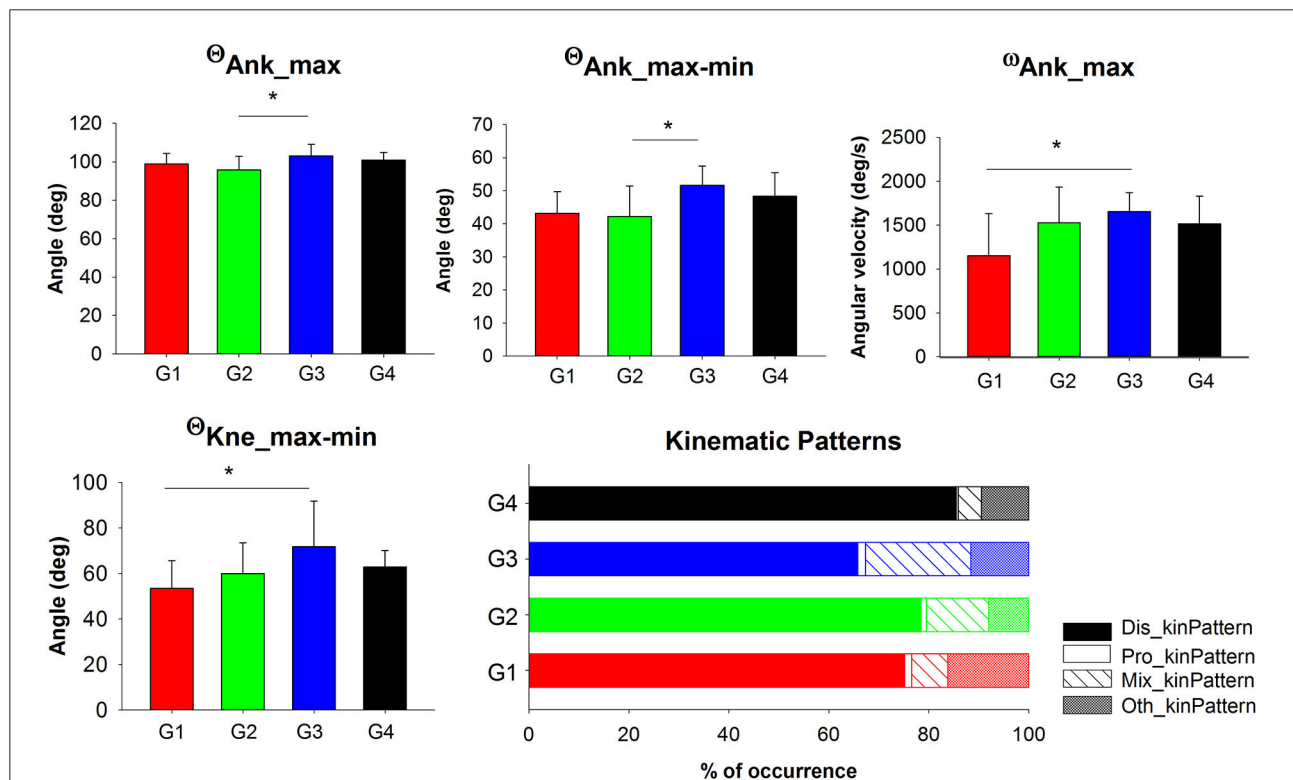 ΘAnk_max
*
Angle (deg)
120
100
80
60
40
20
0
G1 G2 G3 G4
ΘAnk_max-min
*
Angle (deg)
70
60
50
40
30
20
10
0
G1 G2 G3 G4
ωAnk_max
*
Angular velocity (deg/s)
2500
2000
1500
1000
500
0
G1 G2 G3 G4
ΘKne_max-min
*
Angle (deg)
100
80
60
40
20
0
G1 G2 G3 G4
Kinematic Patterns
G4
G3
G2
G1
0 20 40 60 80 100
% of occurrence
Dis_kinPattern
Pro_kinPattern
Mix_kinPattern
Oth_kinPattern